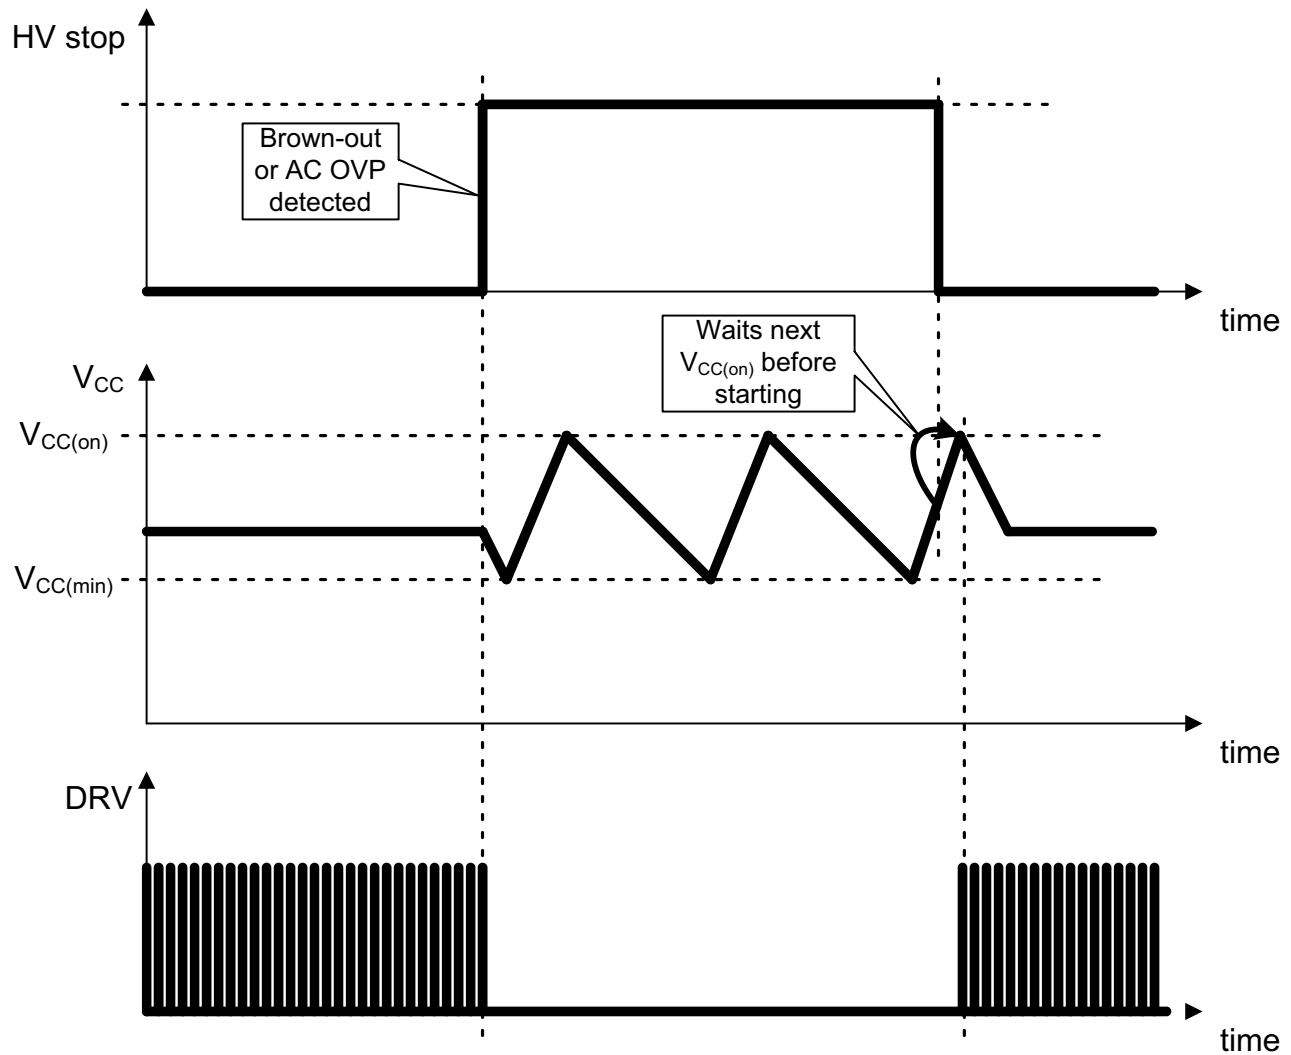 HV stop
Brown-out
or AC OVP
detected
time
Waits next
VCC(on) before
starting
VCC
VCC(on)
VCC(min)
time
DRV
time